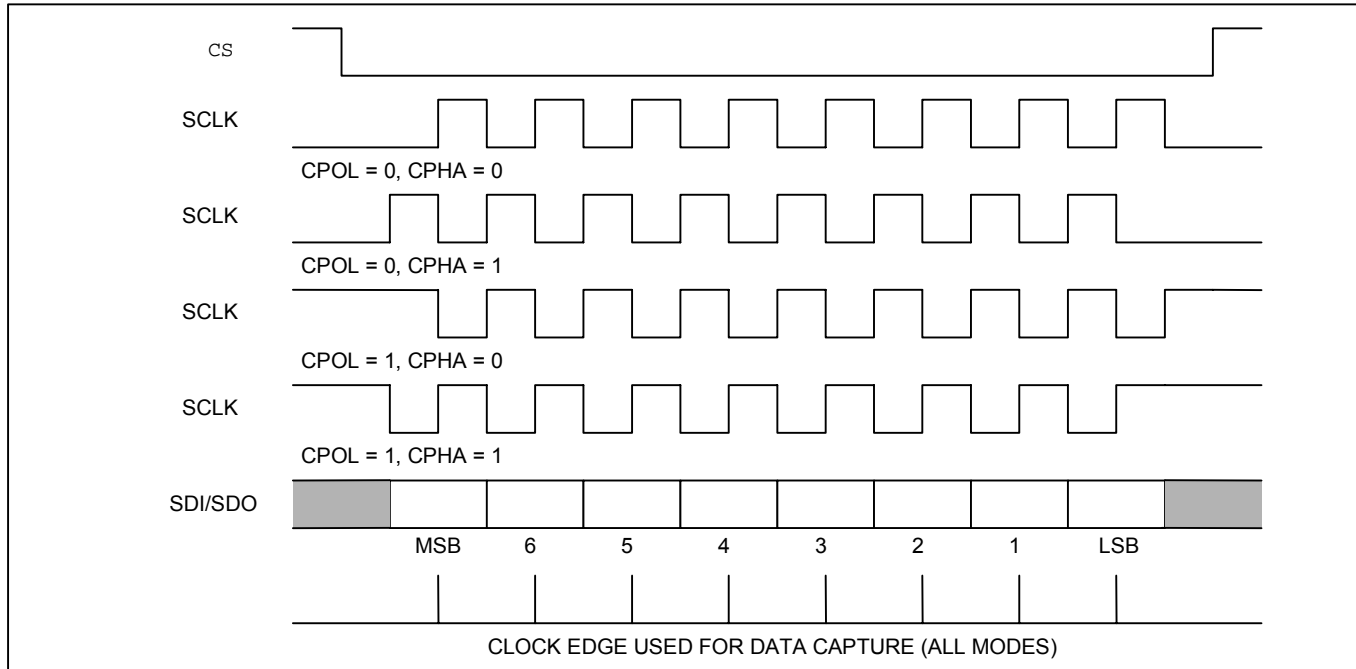 CS
SCLK
CPOL = 0, CPHA = 0
SCLK
CPOL = 0, CPHA = 1
SCLK
CPOL = 1, CPHA = 0
SCLK
CPOL = 1, CPHA = 1
SDI/SDO
MSB 6 5 4 3 2 1 LSB
CLOCK EDGE USED FOR DATA CAPTURE (ALL MODES)